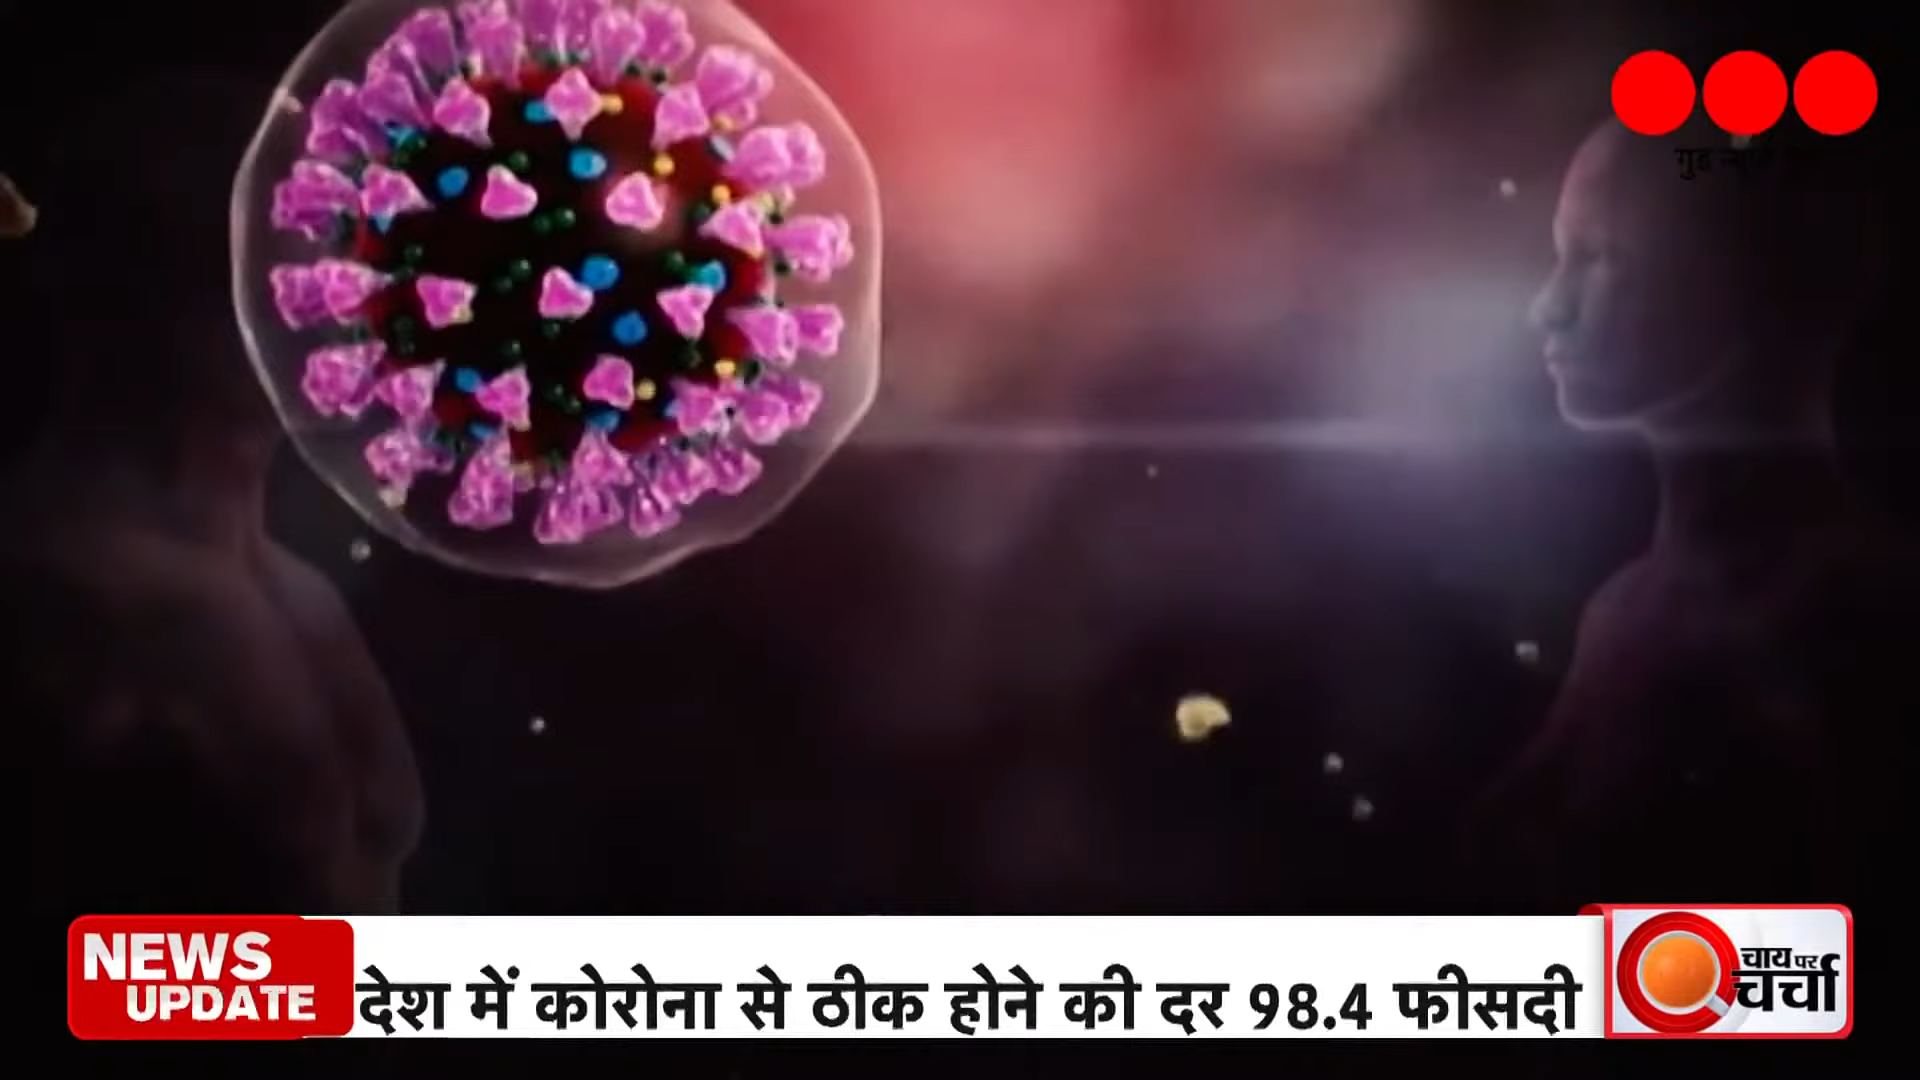 गुड न्यूज़
NEWS
UPDATE
देश में कोरोना से ठीक होने की दर 98.4 फीसदी
चाय पर
चर्चा